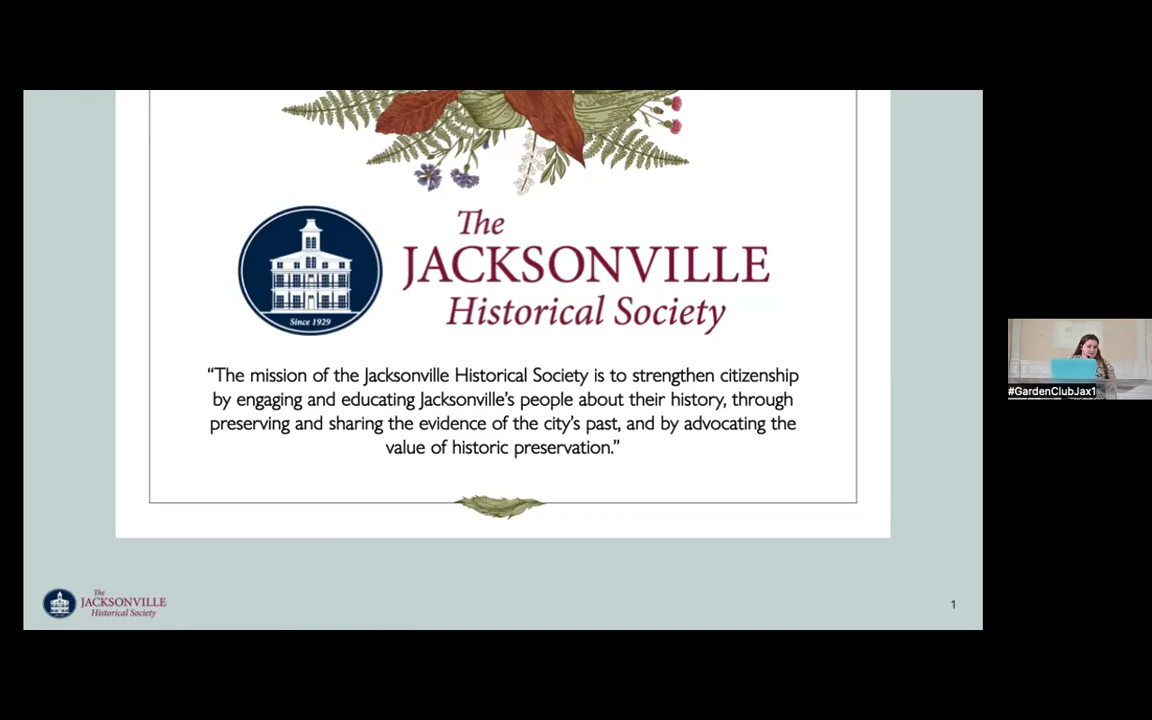 The
JACKSONVILLE
Historical Society
Since 1929
“The mission of the Jacksonville Historical Society is to strengthen citizenship
by engaging and educating Jacksonville’s people about their history, through
preserving and sharing the evidence of the city’s past, and by advocating the
value of historic preservation.”
#GardenClubJax1
The
JACKSONVILLE
Historical Society
1